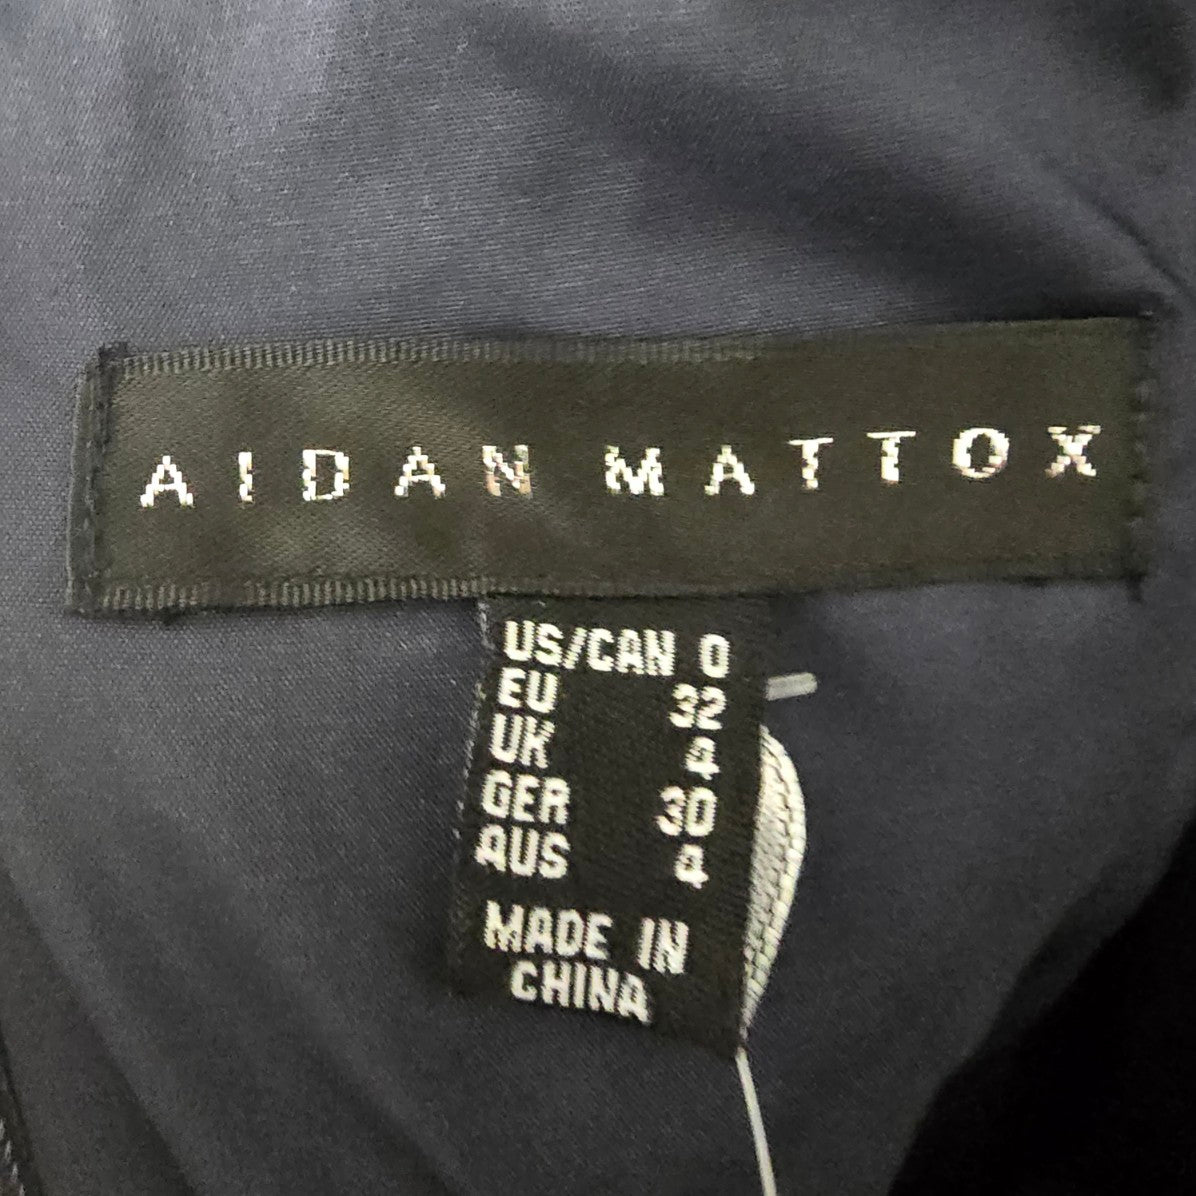 AIDAN MATTOX
US/CAN 0
EU 32
UK 4
GER 30
AUS 4
MADE IN
CHINA